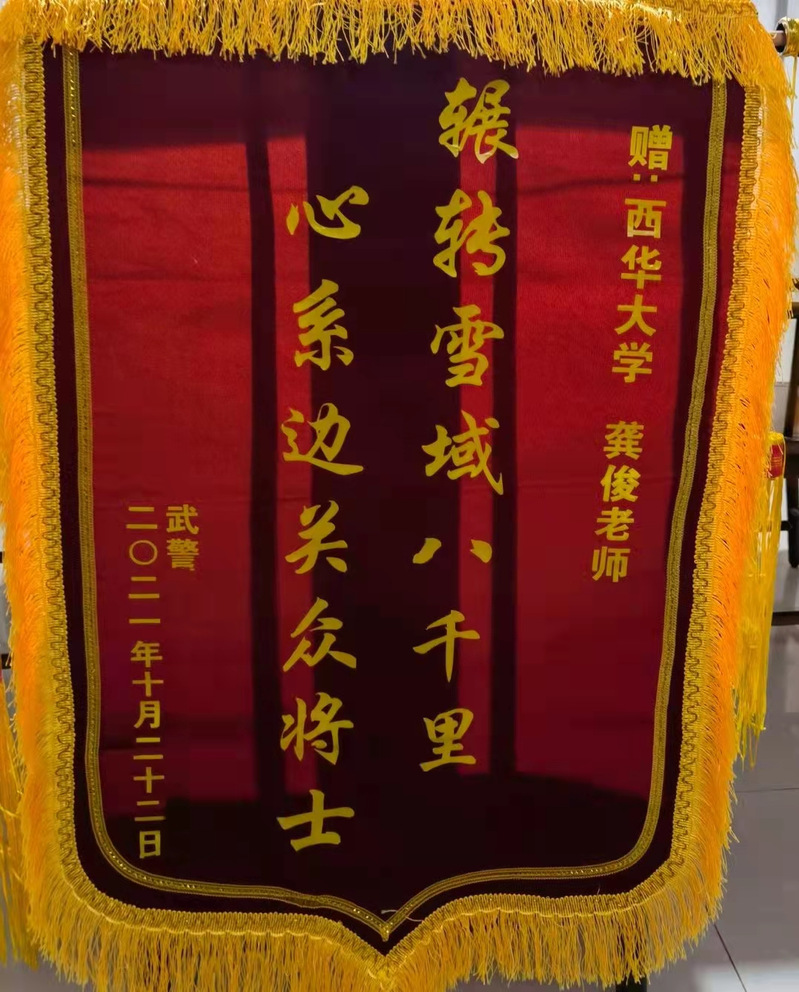 赠：西华大学 龚俊老师
辗转雪域八千里
心系边关众将士
武警
二〇二一年十月二十二日